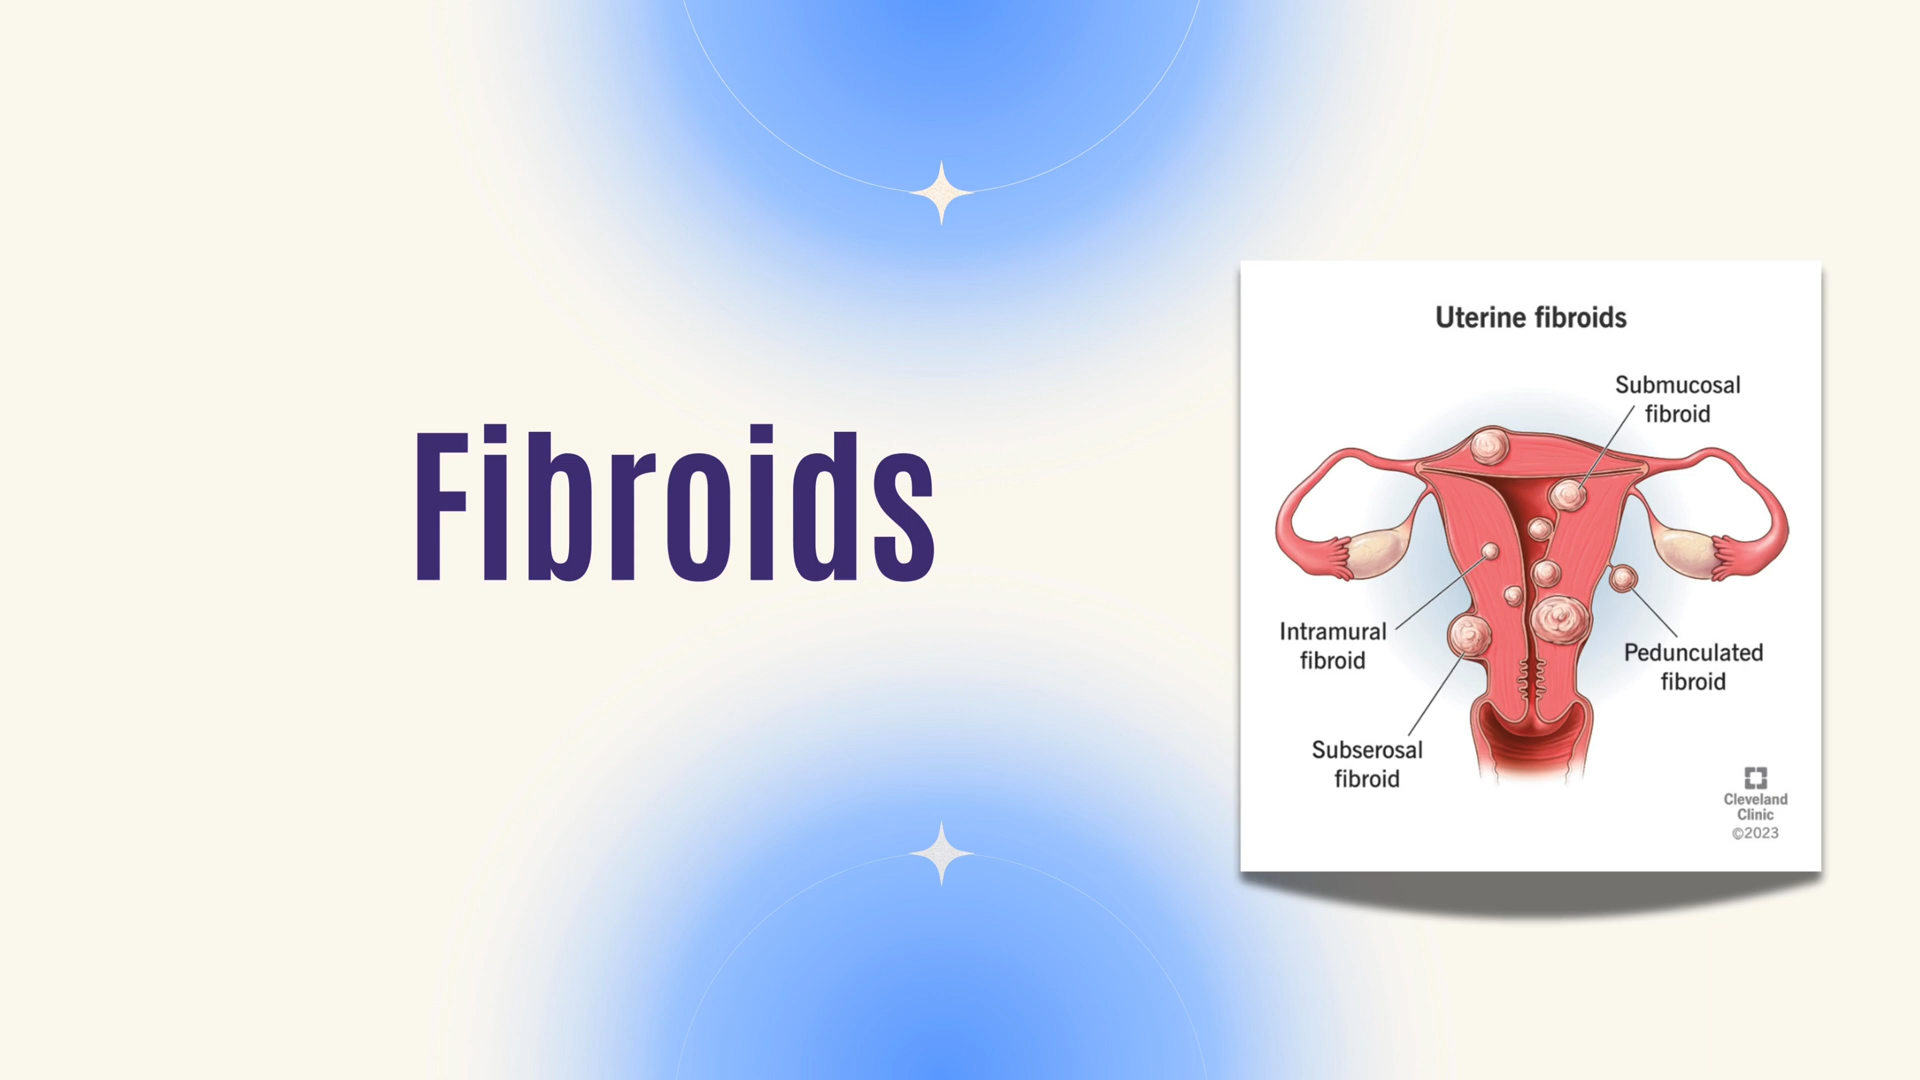 Fibroids
Uterine fibroids
Submucosal
fibroid
Intramural
fibroid
Pedunculated
fibroid
Subserosal
fibroid
Cleveland
Clinic
©2023